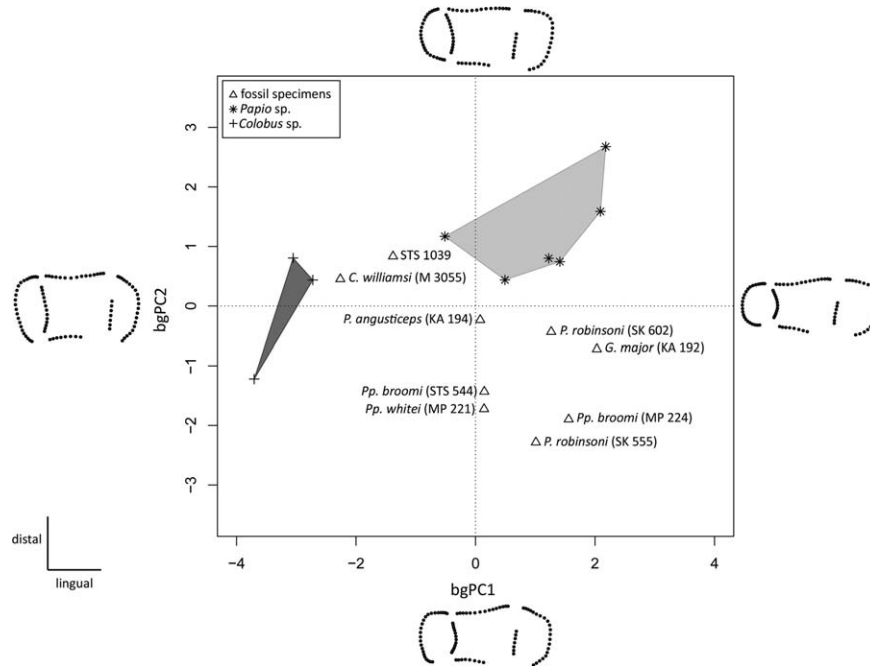 △ fossil specimens
✳ Papio sp.
+ Colobus sp.
3
2
1
0
−1
−2
−3
bgPC2
STS 1039
C. williamsi (M 3055)
P. angusticeps (KA 194)
P. robinsoni (SK 602)
G. major (KA 192)
Pp. broomi (STS 544)
Pp. whitei (MP 221)
Pp. broomi (MP 224)
P. robinsoni (SK 555)
distal
lingual
−4 −2 0 2 4
bgPC1